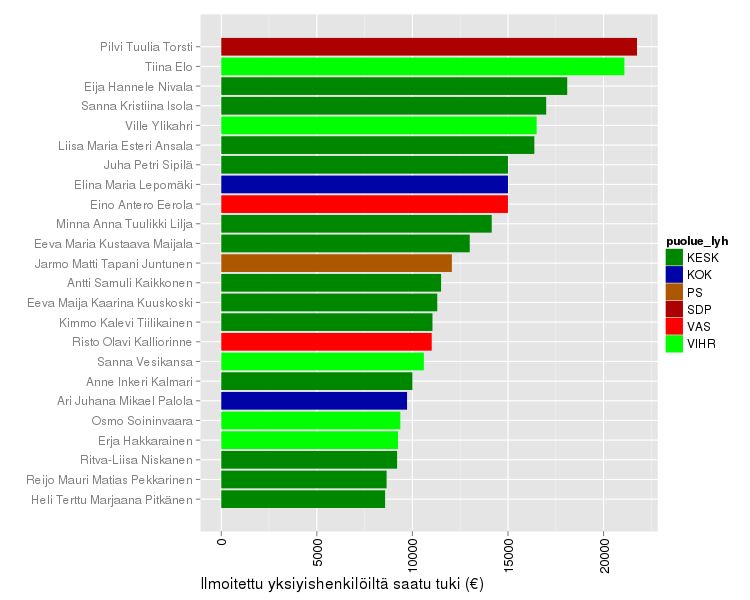 Pilvi Tuulia Torsti
Tiina Elo
Eija Hannele Nivala
Sanna Kristiina Isola
Ville Ylikahri
Liisa Maria Esteri Ansala
Juha Petri Sipilä
Elina Maria Lepomäki
Eino Antero Eerola
Minna Anna Tuulikki Lilja
Eeva Maria Kustaava Maijala
Jarmo Matti Tapani Juntunen
Antti Samuli Kaikkonen
Eeva Maija Kaarina Kuuskoski
Kimmo Kalevi Tiilikainen
Risto Olavi Kalliorinne
Sanna Vesikansa
Anne Inkeri Kalmari
Ari Juhana Mikael Palola
Osmo Soininvaara
Erja Hakkarainen
Ritva-Liisa Niskanen
Reijo Mauri Matias Pekkarinen
Heli Terttu Marjaana Pitkänen
0
5000
10000
15000
20000
Ilmoitettu yksiyishenkilöiltä saatu tuki (€)
puolue_lyh
KESK
KOK
PS
SDP
VAS
VIHR